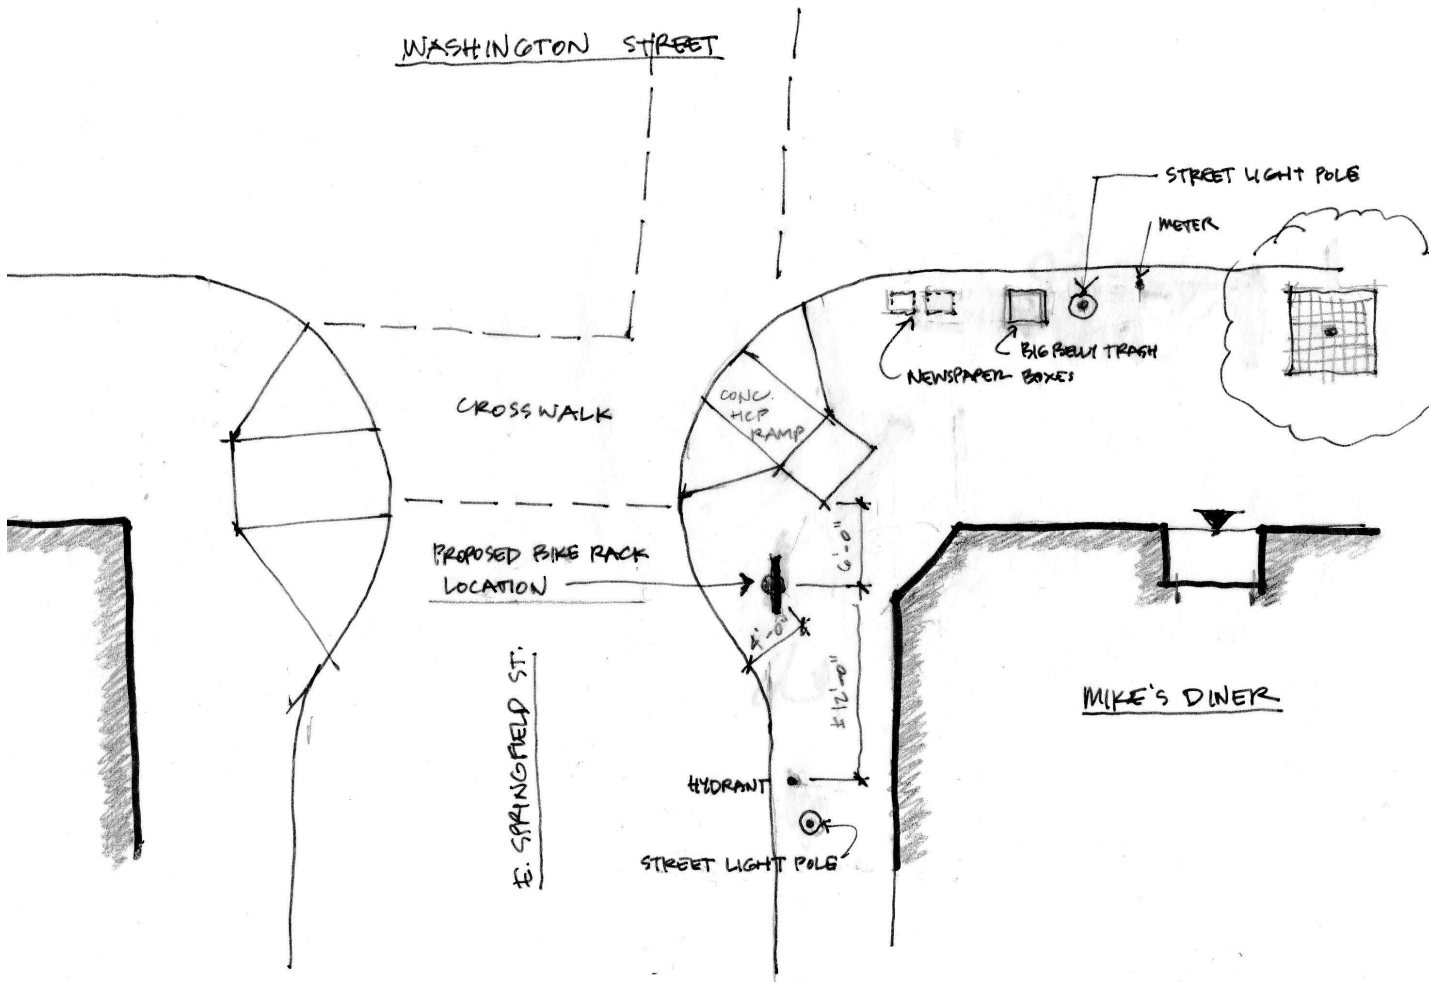 WASHINGTON STREET
STREET LIGHT POLE
METER
BIG BELLY TRASH
NEWSPAPER BOXES
CONC.
HCP
RAMP
CROSSWALK
PROPOSED BIKE RACK
LOCATION
6'-0"
4'-0"
±12'-0"
MIKE'S DINER
E. SPRINGFIELD ST.
HYDRANT
STREET LIGHT POLE